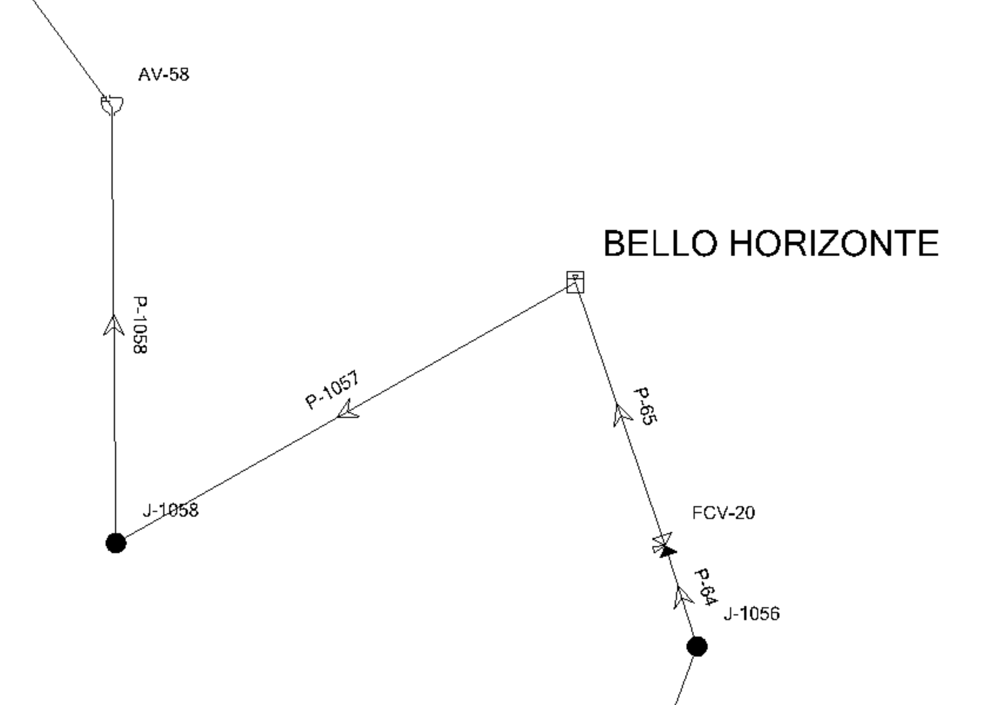 AV-58
BELLO HORIZONTE
P-1058
P-1057
P-65
J-1058
FCV-20
P-64
J-1056